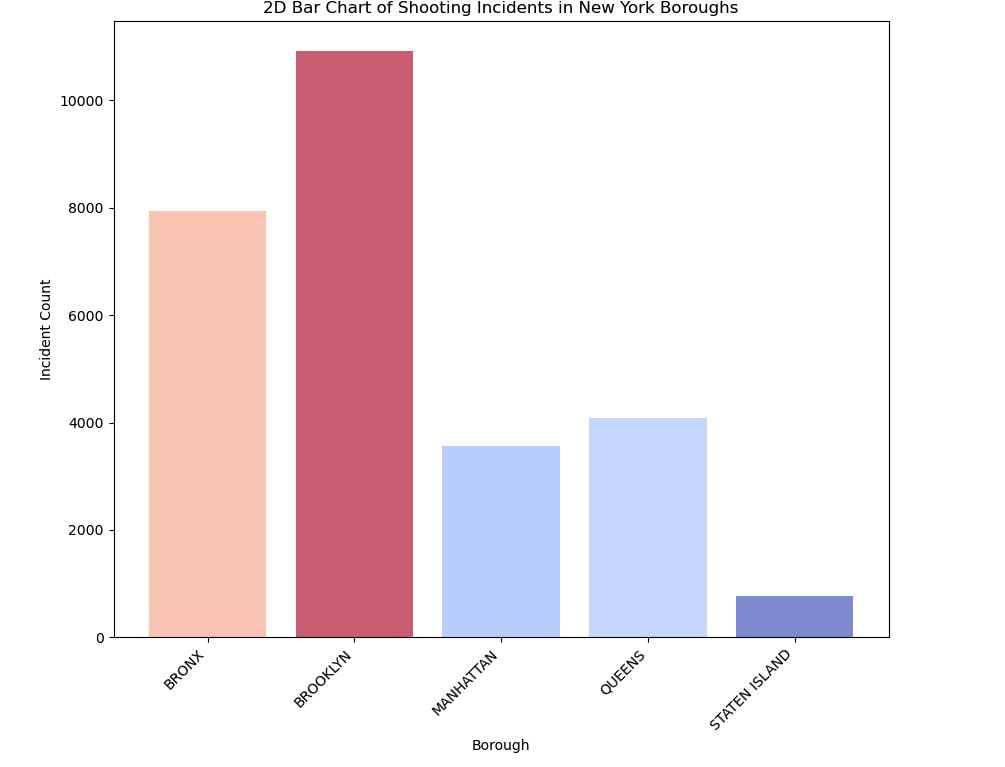 2D Bar Chart of Shooting Incidents in New York Boroughs
10000
8000
6000
4000
2000
0
Incident Count
BRONX
BROOKLYN
MANHATTAN
QUEENS
STATEN ISLAND
Borough